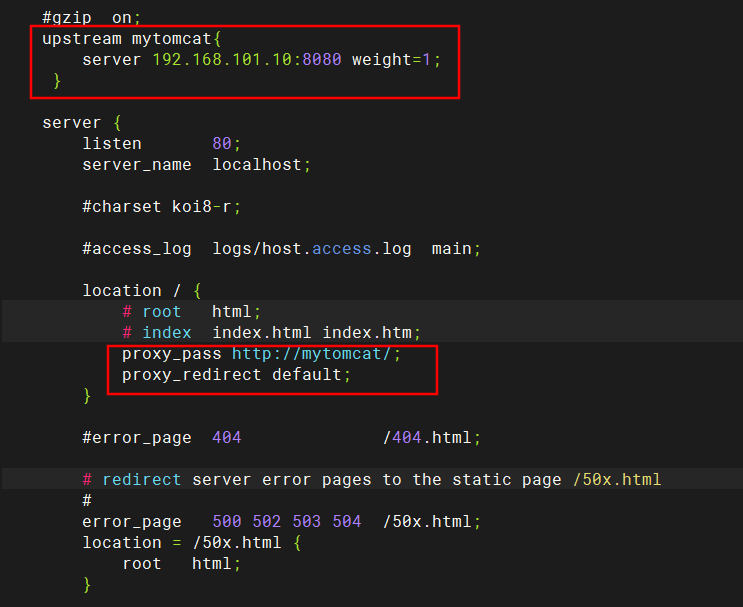 #gzip  on;
upstream mytomcat{
    server 192.168.101.10:8080 weight=1;
 }
server {
    listen       80;
    server_name  localhost;
    #charset koi8-r;
    #access_log  logs/host.access.log  main;
    location / {
        # root   html;
        # index  index.html index.htm;
        proxy_pass http://mytomcat/;
        proxy_redirect default;
    }
    #error_page  404              /404.html;
    # redirect server error pages to the static page /50x.html
    #
    error_page   500 502 503 504  /50x.html;
    location = /50x.html {
        root   html;
    }